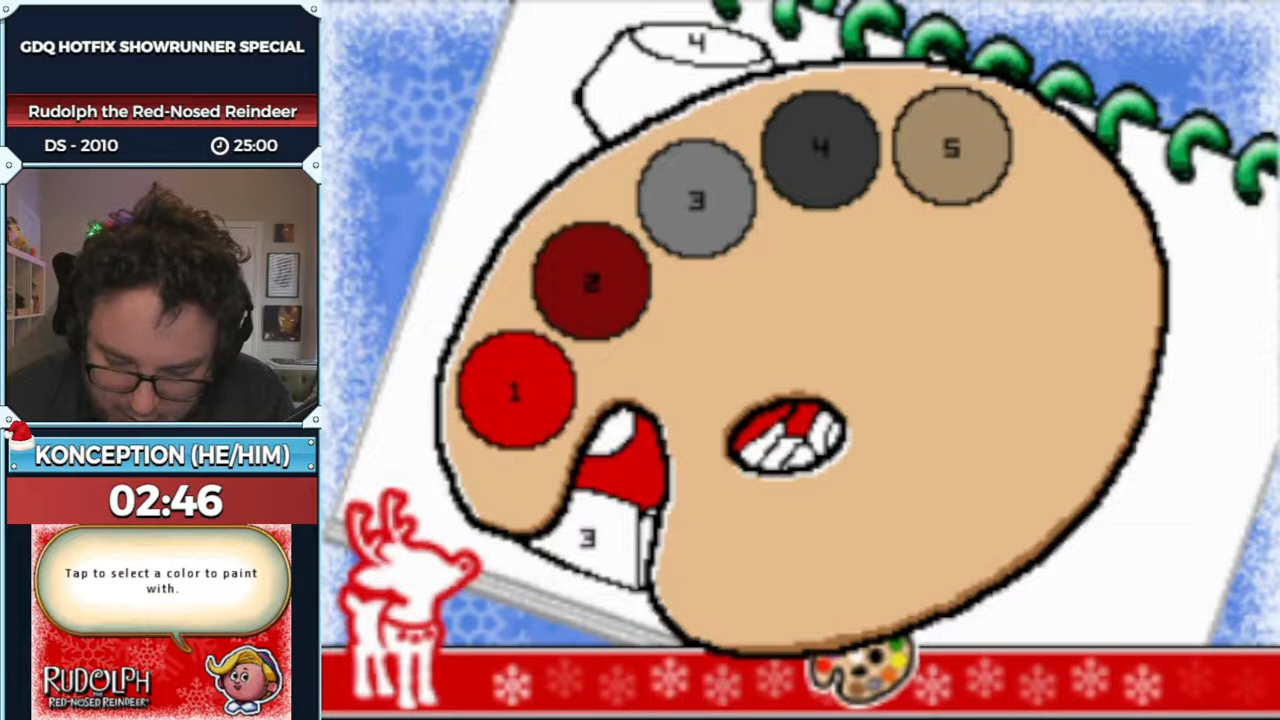 GDQ HOTFIX SHOWRUNNER SPECIAL
Rudolph the Red-Nosed Reindeer
DS - 2010
25:00
KONCEPTION (HE/HIM)
02:46
Tap to select a color to paint
with.
RUDOLPH
THE
RED-NOSED REINDEER
4
4
5
3
2
1
3